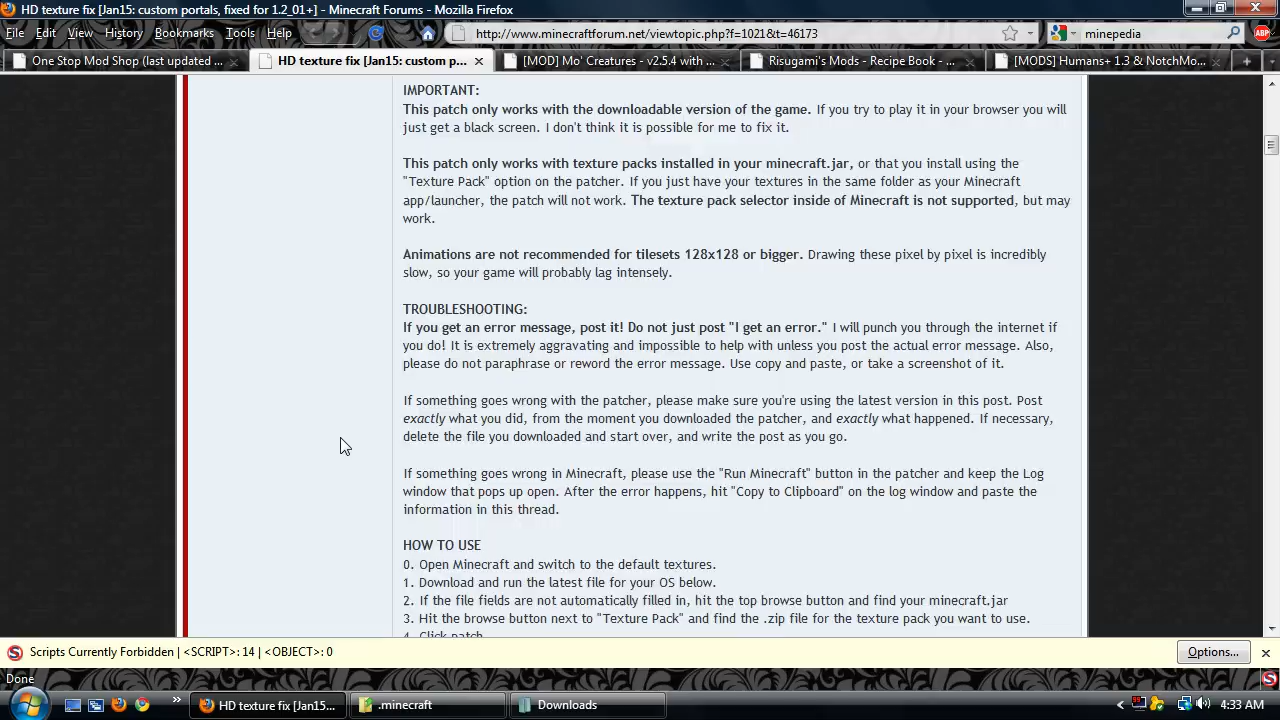 HD texture fix [Jan15: custom portals, fixed for 1.2_01+] - Minecraft Forums - Mozilla Firefox
File Edit View History Bookmarks Tools Help
http://www.minecraftforum.net/viewtopic.php?f=1021&t=46173
minepedia
ABP
One Stop Mod Shop (last updated ...
HD texture fix [Jan15: custom p...
[MOD] Mo' Creatures - v2.5.4 with ...
Risugami's Mods - Recipe Book - ...
[MODS] Humans+ 1.3 & NotchMo...
IMPORTANT:
This patch only works with the downloadable version of the game. If you try to play it in your browser you will
just get a black screen. I don't think it is possible for me to fix it.
This patch only works with texture packs installed in your minecraft.jar, or that you install using the
"Texture Pack" option on the patcher. If you just have your textures in the same folder as your Minecraft
app/launcher, the patch will not work. The texture pack selector inside of Minecraft is not supported, but may
work.
Animations are not recommended for tilesets 128x128 or bigger. Drawing these pixel by pixel is incredibly
slow, so your game will probably lag intensely.
TROUBLESHOOTING:
If you get an error message, post it! Do not just post "I get an error." I will punch you through the internet if
you do! It is extremely aggravating and impossible to help with unless you post the actual error message. Also,
please do not paraphrase or reword the error message. Use copy and paste, or take a screenshot of it.
If something goes wrong with the patcher, please make sure you're using the latest version in this post. Post
exactly what you did, from the moment you downloaded the patcher, and exactly what happened. If necessary,
delete the file you downloaded and start over, and write the post as you go.
If something goes wrong in Minecraft, please use the "Run Minecraft" button in the patcher and keep the Log
window that pops up open. After the error happens, hit "Copy to Clipboard" on the log window and paste the
information in this thread.
HOW TO USE
0. Open Minecraft and switch to the default textures.
1. Download and run the latest file for your OS below.
2. If the file fields are not automatically filled in, hit the top browse button and find your minecraft.jar
3. Hit the browse button next to "Texture Pack" and find the .zip file for the texture pack you want to use.
4. Click patch
Scripts Currently Forbidden | <SCRIPT>: 14 | <OBJECT>: 0
Options...
Done
HD texture fix [Jan15...
.minecraft
Downloads
4:33 AM